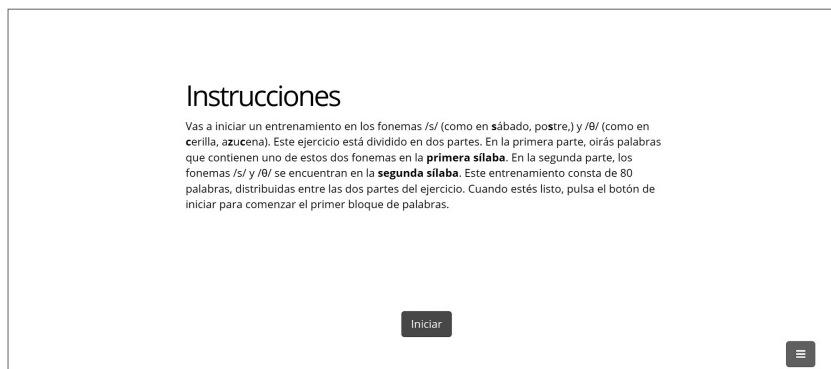 Instrucciones
Vas a iniciar un entrenamiento en los fonemas /s/ (como en sábado, postre,) y /θ/ (como en
cerilla, azucena). Este ejercicio está dividido en dos partes. En la primera parte, oirás palabras
que contienen uno de estos dos fonemas en la primera sílaba. En la segunda parte, los
fonemas /s/ y /θ/ se encuentran en la segunda sílaba. Este entrenamiento consta de 80
palabras, distribuidas entre las dos partes del ejercicio. Cuando estés listo, pulsa el botón de
iniciar para comenzar el primer bloque de palabras.
Iniciar